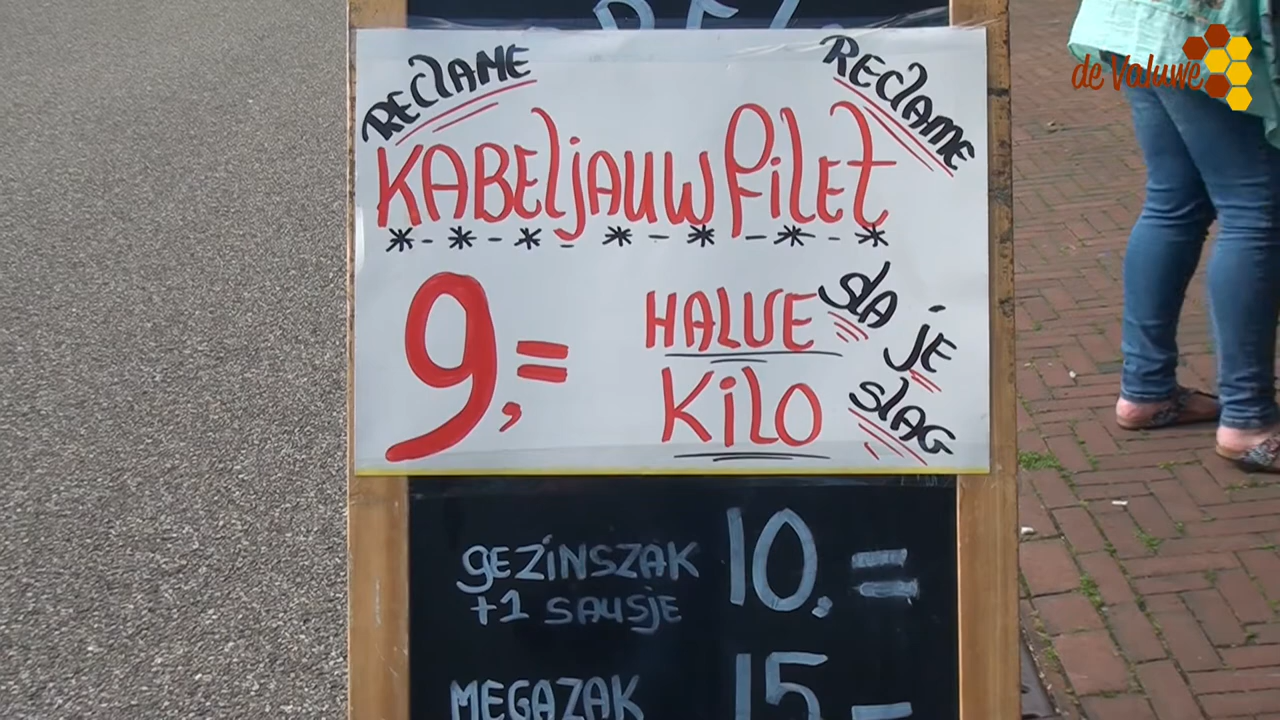 RECLAME
RECLAME
de Valuwe
KABELJAUWFILET
*-*-*-*-*-*-*
9,=
HALVE
KILO
SLA JE
SLAG
GEZINSZAK
+1 SAUSJE
10,=
MEGAZAK
15,=